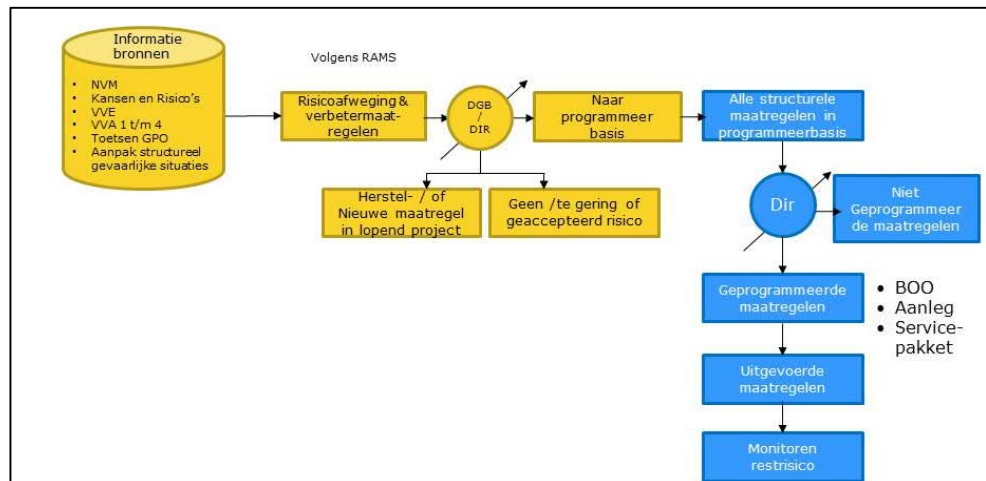 Informatie
bronnen
• NVM
• Kansen en Risico's
• VVE
• VVA 1 t/m 4
• Toetsen GPO
• Aanpak structureel
gevaarlijke situaties
Volgens RAMS
Risicoafweging &
verbetermaat-
regelen
DGB
/
DIR
Naar
programmeer
basis
Alle structurele
maatregelen in
programmeerbasis
Herstel- / of
Nieuwe maatregel
in lopend project
Geen /te gering of
geaccepteerd risico
Dir
Niet
Geprogrammeer
de maatregelen
Geprogrammeerde
maatregelen
• BOO
• Aanleg
• Service-
pakket
Uitgevoerde
maatregelen
Monitoren
restrisico